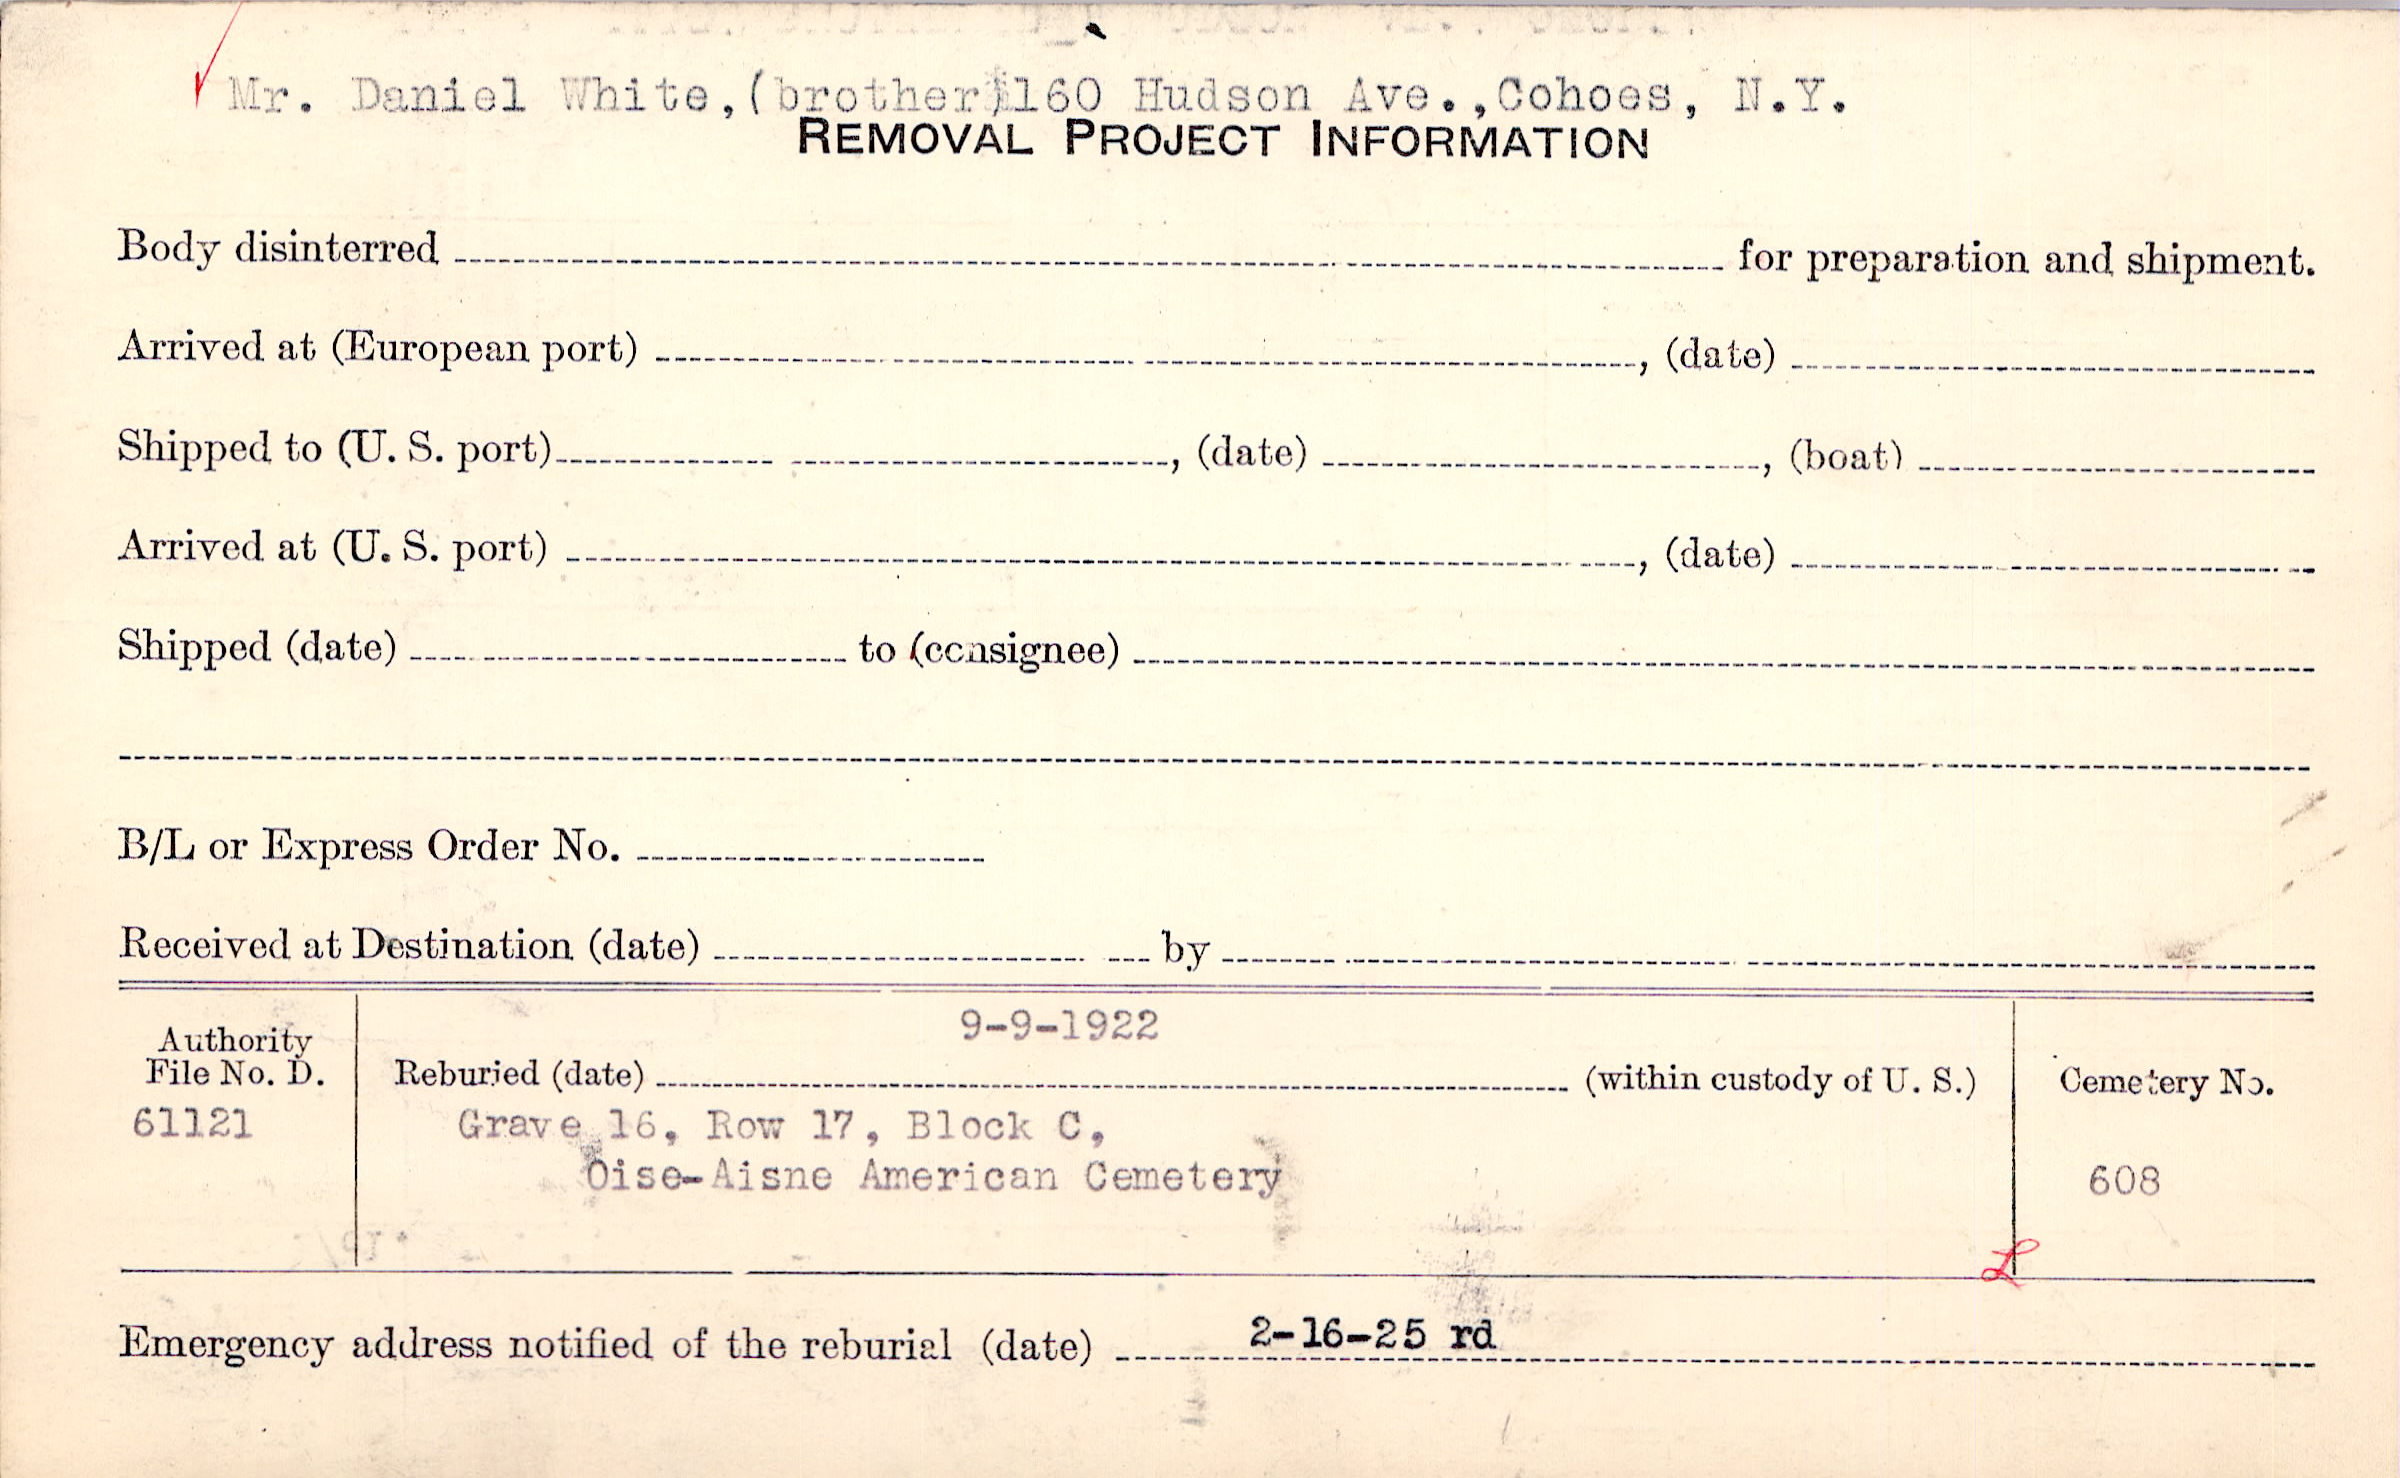 Mr. Daniel White, (brother) 160 Hudson Ave., Cohoes, N.Y.
REMOVAL PROJECT INFORMATION
Body disinterred for preparation and shipment.
Arrived at (European port) , (date)
Shipped to (U. S. port) , (date) , (boat)
Arrived at (U. S. port) , (date)
Shipped (date) to (consignee)
B/L or Express Order No.
Received at Destination (date) by
Authority
File No. D.
61121
9-9-1922
Reburied (date) (within custody of U. S.)
Grave 16, Row 17, Block C,
Oise-Aisne American Cemetery
Cemetery No.
608
L
Emergency address notified of the reburial (date) 2-16-25 rd